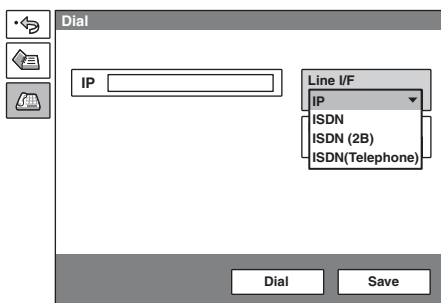 Dial
IP
Line I/F
IP
ISDN
ISDN (2B)
ISDN(Telephone)
Dial
Save